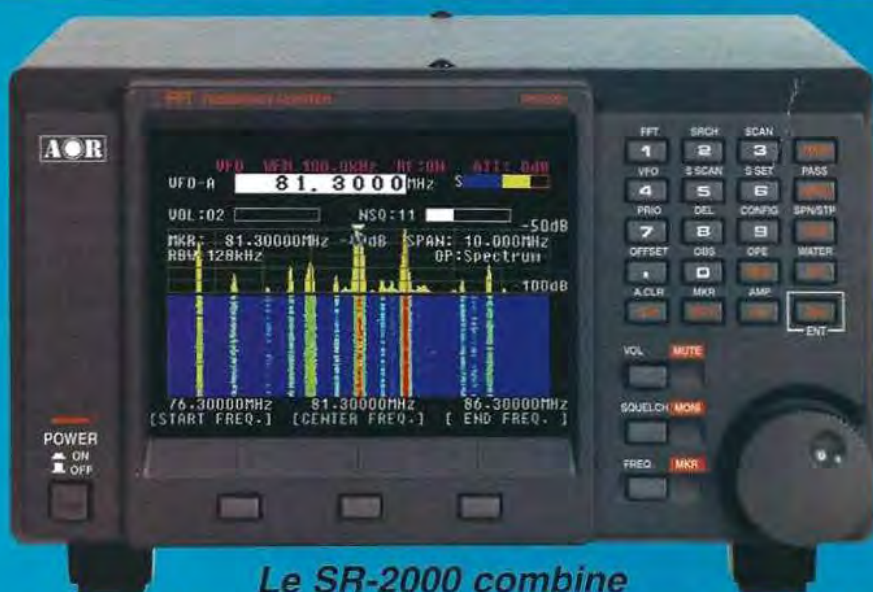 AOR
VFO WFM 100.0kHz RF:ON ATT: 0dB
VFO-A 81.3000MHz S
VOL:02 NSQ:11
-50dB
MKR: 81.30000MHz SPAN: 10.000MHz
RBW:128kHz OP:Spectrum
-100dB
76.30000MHz 81.30000MHz 86.30000MHz
[START FREQ.] [CENTER FREQ.] [ END FREQ. ]
POWER
ON
OFF
FFT SRCH SCAN
1 2 3
VFO S SCAN S SET PASS
4 5 6
PRIO DEL CONFIG SPN/STP
7 8 9
OFFSET OBS OPE WATER
. 0
A.CLR MKR AMP
ENT
VOL MUTE
SQUELCH MONI
FREQ. MKR
Le SR-2000 combine